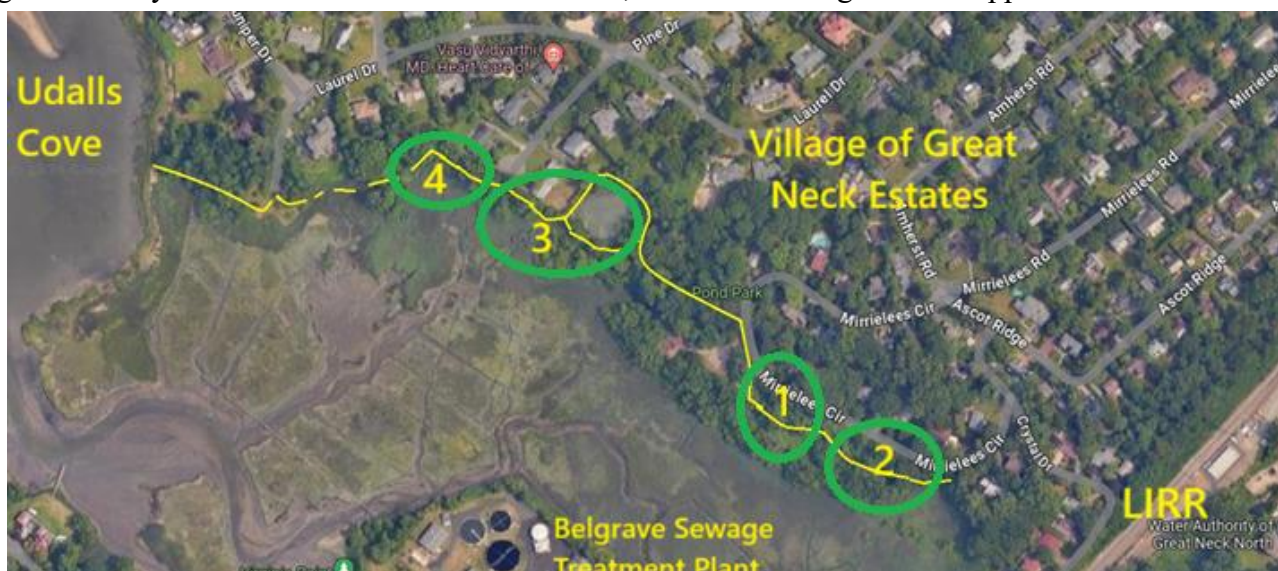 Udalls
Cove
uniper Dr
Laurel Dr
Vasu Vidyarthi
MD, Heart Care of
Pine Dr
Laurel Dr
Amherst Rd
Mirrielees
Village of Great
Neck Estates
Mirrielees Rd
Amherst Rd
Mirrielees Rd
Ascot Ridge
4
3
Pond Park
Mirrielees Cir
Ascot Ridge
1
Mirrielees Cir
2
Mirrielees Cir
Crystal Dr
LIRR
Water Authority of
Great Neck North
Belgrave Sewage
Treatment Plant